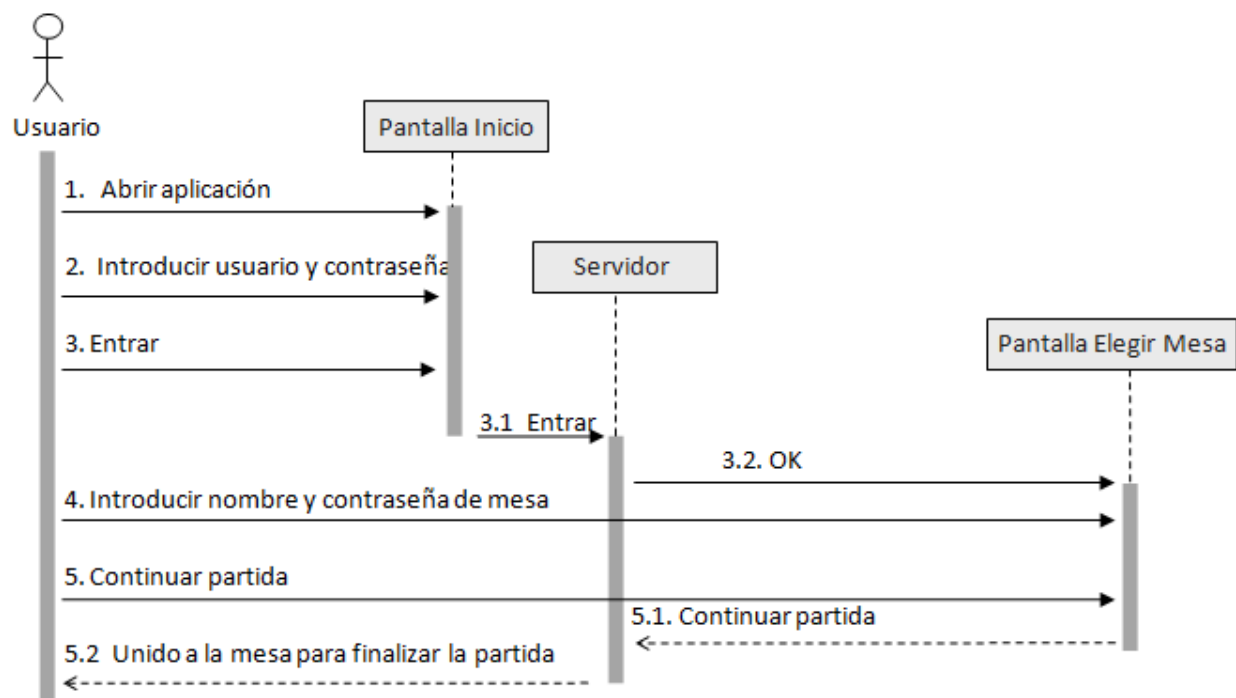 Usuario
Pantalla Inicio
1. Abrir aplicación
2. Introducir usuario y contraseña
Servidor
3. Entrar
Pantalla Elegir Mesa
3.1 Entrar
3.2. OK
4. Introducir nombre y contraseña de mesa
5. Continuar partida
5.1. Continuar partida
5.2 Unido a la mesa para finalizar la partida